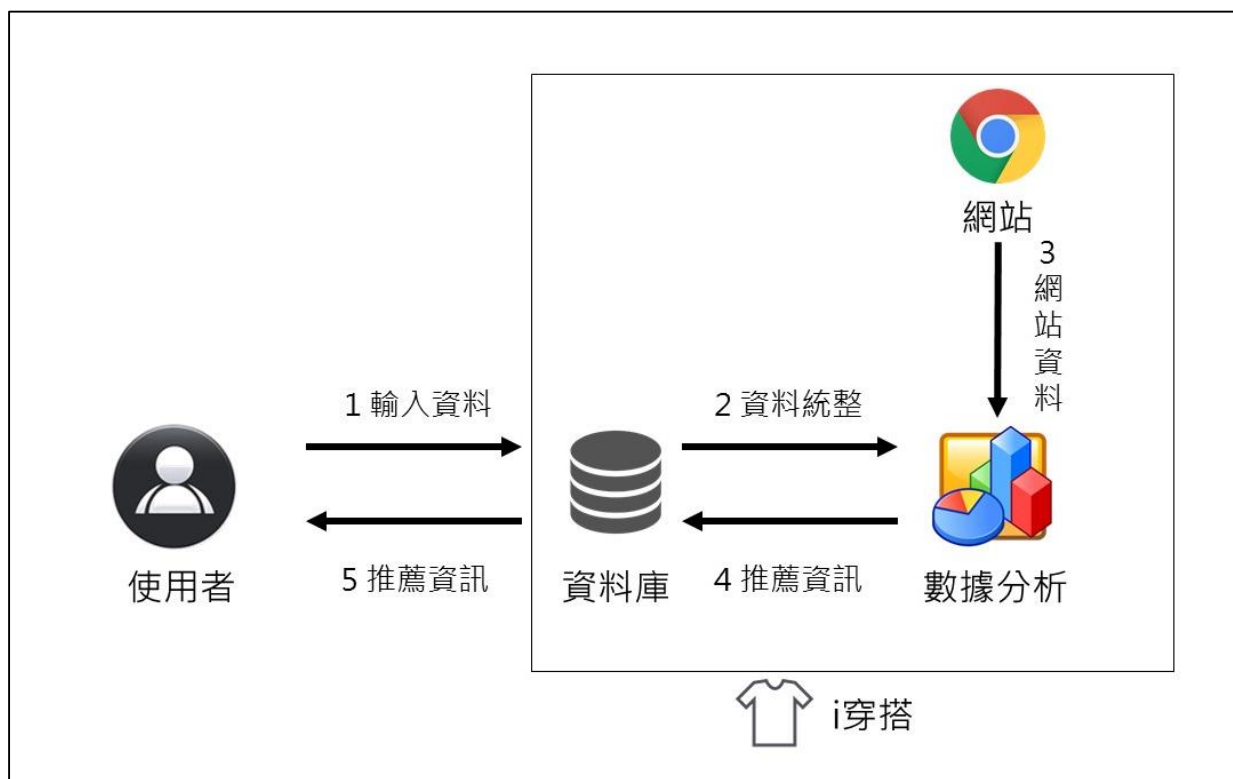 網站
3
網
站
資
料
1 輸入資料
2 資料統整
使用者
5 推薦資訊
資料庫
4 推薦資訊
數據分析
i穿搭